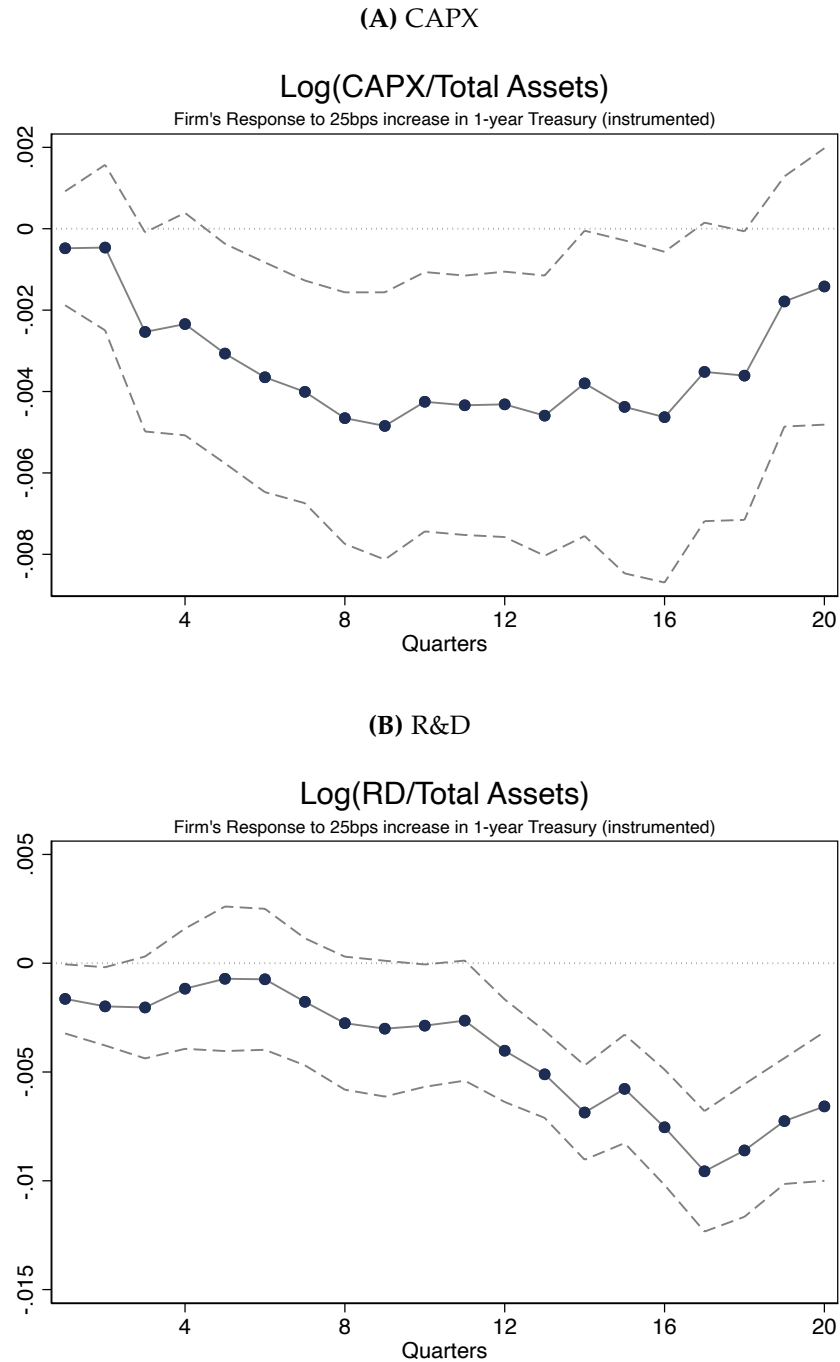 (A) CAPX
Log(CAPX/Total Assets)
Firm's Response to 25bps increase in 1-year Treasury (instrumented)
.002
0
-.002
-.004
-.006
-.008
4 8 12 16 20
Quarters
(B) R&D
Log(RD/Total Assets)
Firm's Response to 25bps increase in 1-year Treasury (instrumented)
.005
0
-.005
-.01
-.015
4 8 12 16 20
Quarters